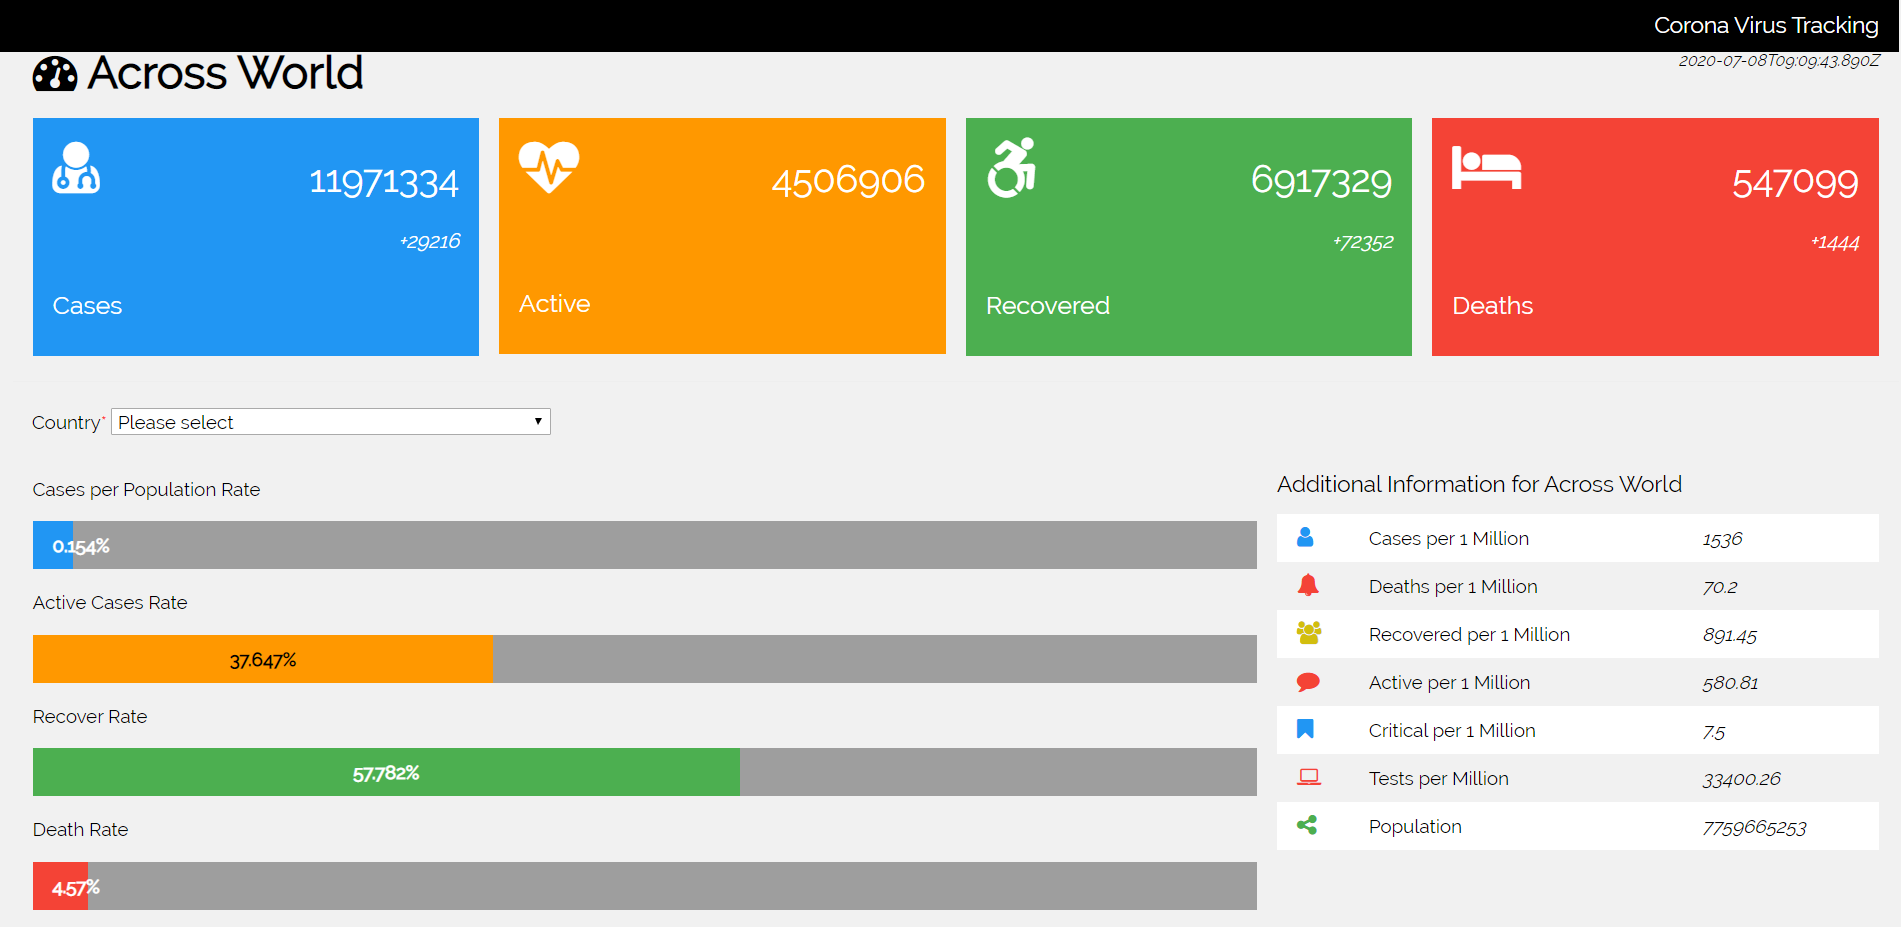 Corona Virus Tracking
Across World
2020-07-08T09:09:43.890Z
11971334
+29216
Cases
4506906
Active
6917329
+72352
Recovered
547099
+1444
Deaths
Country* Please select
Cases per Population Rate
0.154%
Active Cases Rate
37.647%
Recover Rate
57.782%
Death Rate
4.57%
Additional Information for Across World
Cases per 1 Million 1536
Deaths per 1 Million 70.2
Recovered per 1 Million 891.45
Active per 1 Million 580.81
Critical per 1 Million 7.5
Tests per Million 33400.26
Population 7759665253